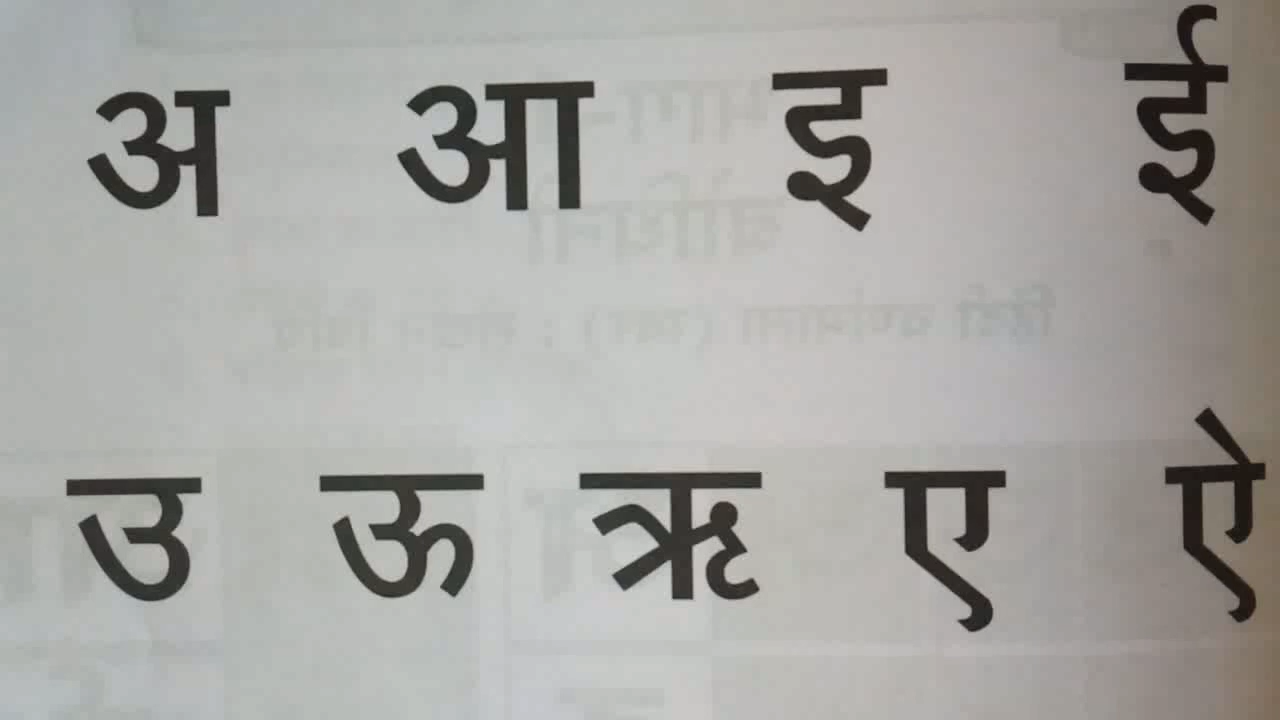 अ आ इ ई
उ ऊ ऋ ए ऐ